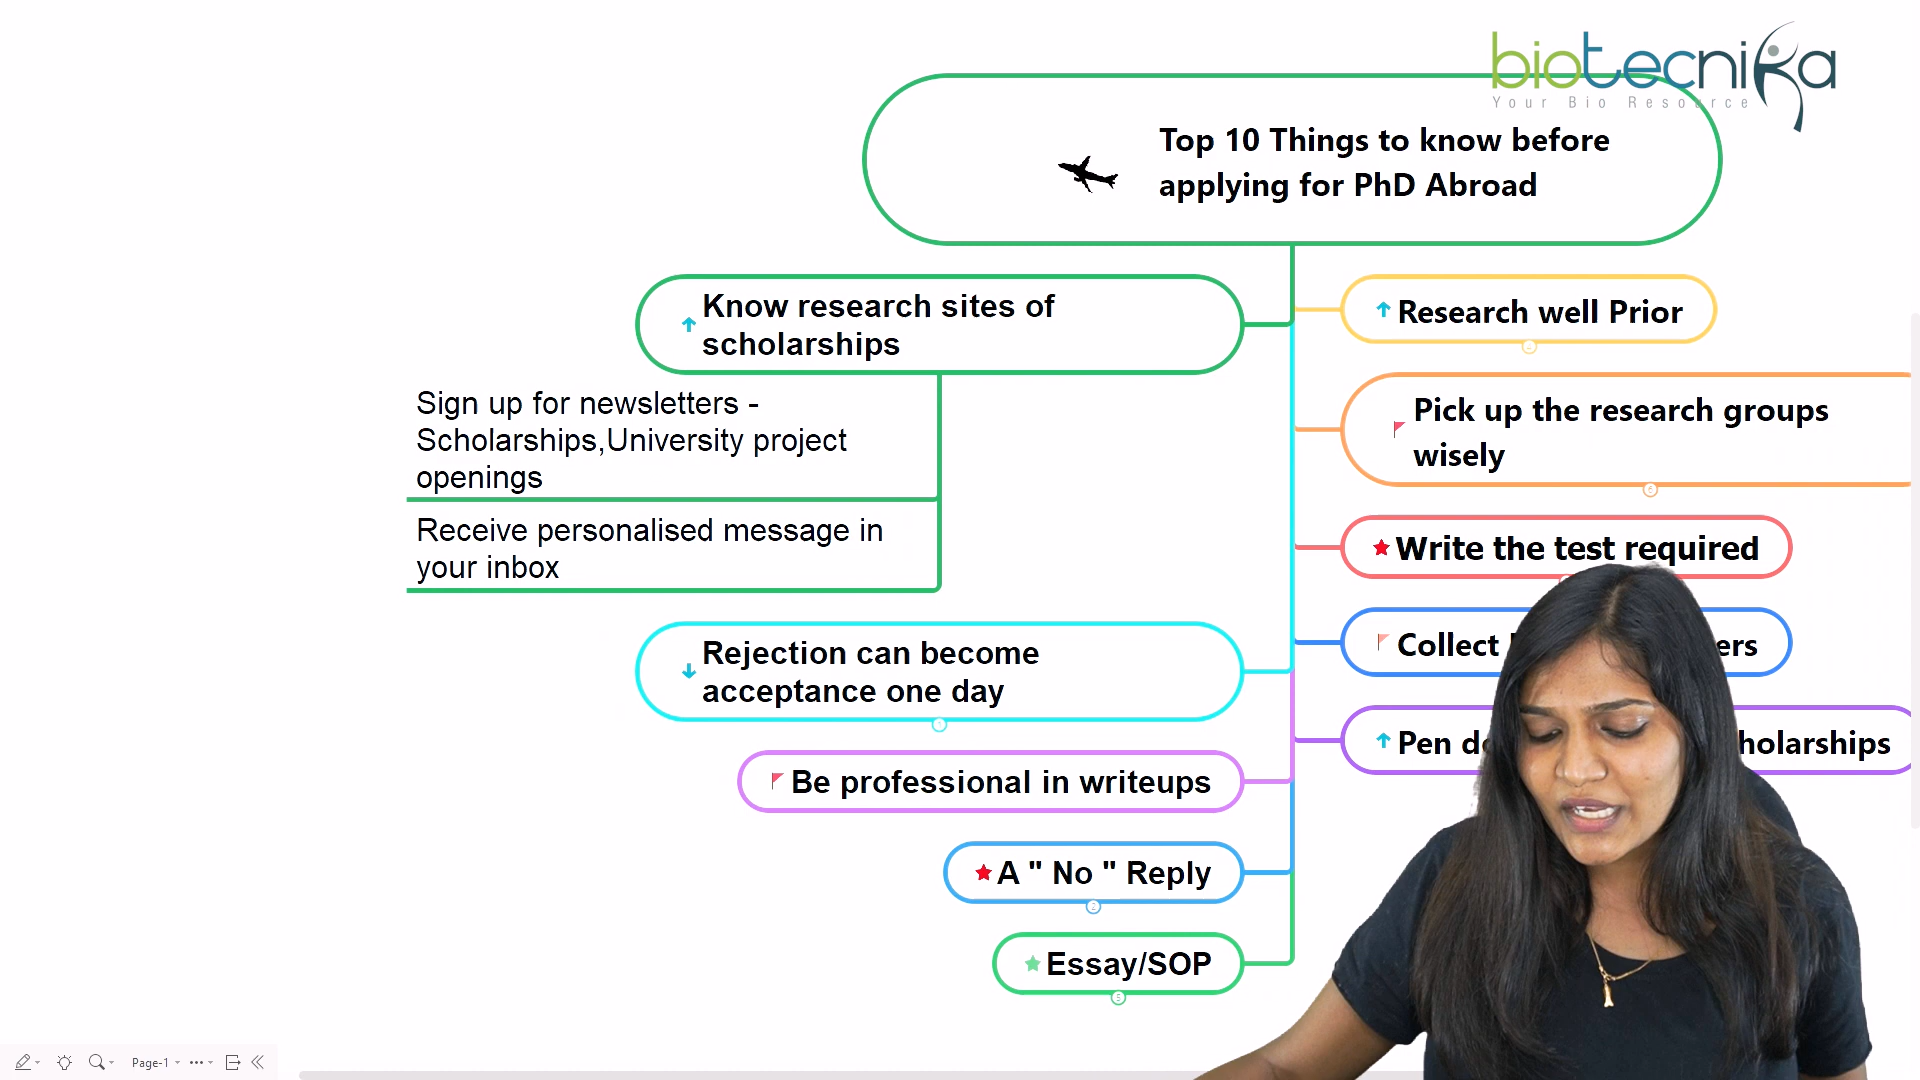 biotecnika
Your Bio Resource
Top 10 Things to know before
applying for PhD Abroad
Know research sites of
scholarships
Sign up for newsletters -
Scholarships,University project
openings
Receive personalised message in
your inbox
Rejection can become
acceptance one day
Be professional in writeups
A " No " Reply
2
Essay/SOP
5
Research well Prior
Pick up the research groups
wisely
6
Write the test required
Collect
Pen
Page-1